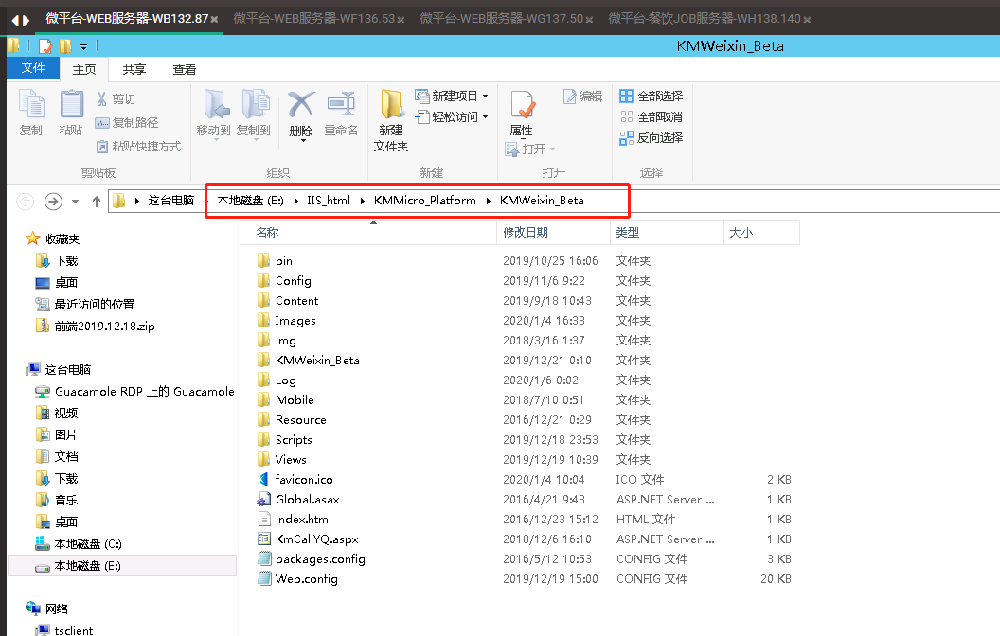 微平台-WEB服务器-WB132.87× 微平台-WEB服务器-WF136.53× 微平台-WEB服务器-WG137.50× 微平台-餐饮JOB服务器-WH138.140×
KMWeixin_Beta
文件 主页 共享 查看
复制
粘贴
剪切
复制路径
粘贴快捷方式
剪贴板
移动到
复制到
删除
重命名
组织
新建
文件夹
新建项目
轻松访问
新建
属性
打开
编辑
打开
全部选择
全部取消
反向选择
选择
这台电脑 本地磁盘 (E:) IIS_html KMMicro_Platform KMWeixin_Beta
收藏夹
下载
桌面
最近访问的位置
前端2019.12.18.zip
这台电脑
Guacamole RDP 上的 Guacamole
视频
图片
文档
下载
音乐
桌面
本地磁盘 (C:)
本地磁盘 (E:)
网络
tsclient
名称 修改日期 类型 大小
bin 2019/10/25 16:06 文件夹
Config 2019/11/6 9:22 文件夹
Content 2019/9/18 10:43 文件夹
Images 2020/1/4 16:33 文件夹
img 2018/3/16 1:37 文件夹
KMWeixin_Beta 2019/12/21 0:10 文件夹
Log 2020/1/6 0:02 文件夹
Mobile 2018/7/10 0:51 文件夹
Resource 2016/12/21 0:29 文件夹
Scripts 2019/12/18 23:53 文件夹
Views 2019/12/19 10:39 文件夹
favicon.ico 2020/1/4 10:04 ICO 文件 2 KB
Global.asax 2016/4/21 9:48 ASP.NET Server ... 1 KB
index.html 2016/12/23 15:12 HTML 文件 1 KB
KmCallYQ.aspx 2018/12/6 16:10 ASP.NET Server ... 1 KB
packages.config 2016/5/12 10:53 CONFIG 文件 3 KB
Web.config 2019/12/19 15:00 CONFIG 文件 20 KB